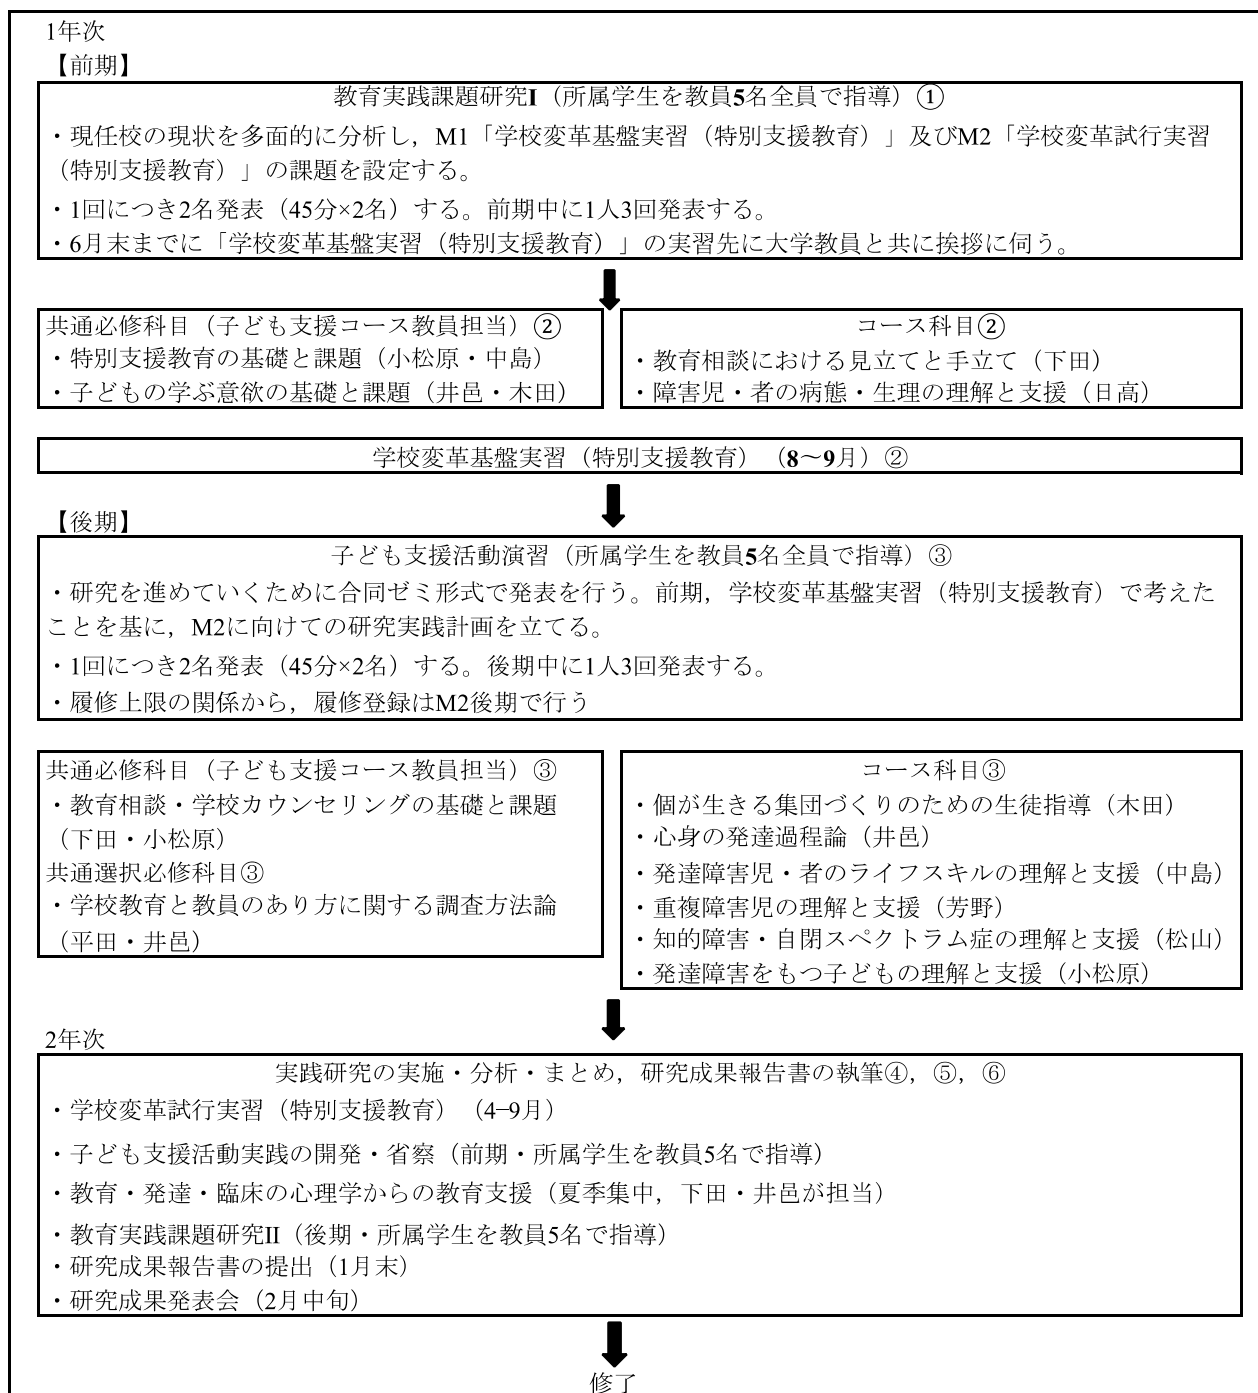 1年次
【前期】
教育実践課題研究I（所属学生を教員5名全員で指導）①
・現任校の現状を多面的に分析し，M1「学校変革基盤実習（特別支援教育）」及びM2「学校変革試行実習
（特別支援教育）」の課題を設定する。
・1回につき2名発表（45分×2名）する。前期中に1人3回発表する。
・6月末までに「学校変革基盤実習（特別支援教育）」の実習先に大学教員と共に挨拶に伺う。
共通必修科目（子ども支援コース教員担当）②
・特別支援教育の基礎と課題（小松原・中島）
・子どもの学ぶ意欲の基礎と課題（井邑・木田）
コース科目②
・教育相談における見立てと手立て（下田）
・障害児・者の病態・生理の理解と支援（日高）
学校変革基盤実習（特別支援教育）（8～9月）②
【後期】
子ども支援活動演習（所属学生を教員5名全員で指導）③
・研究を進めていくために合同ゼミ形式で発表を行う。前期，学校変革基盤実習（特別支援教育）で考えた
ことを基に，M2に向けての研究実践計画を立てる。
・1回につき2名発表（45分×2名）する。後期中に1人3回発表する。
・履修上限の関係から，履修登録はM2後期で行う
共通必修科目（子ども支援コース教員担当）③
・教育相談・学校カウンセリングの基礎と課題
（下田・小松原）
共通選択必修科目③
・学校教育と教員のあり方に関する調査方法論
（平田・井邑）
コース科目③
・個が生きる集団づくりのための生徒指導（木田）
・心身の発達過程論（井邑）
・発達障害児・者のライフスキルの理解と支援（中島）
・重複障害児の理解と支援（芳野）
・知的障害・自閉スペクトラム症の理解と支援（松山）
・発達障害をもつ子どもの理解と支援（小松原）
2年次
実践研究の実施・分析・まとめ，研究成果報告書の執筆④，⑤，⑥
・学校変革試行実習（特別支援教育）（4−9月）
・子ども支援活動実践の開発・省察（前期・所属学生を教員5名で指導）
・教育・発達・臨床の心理学からの教育支援（夏季集中，下田・井邑が担当）
・教育実践課題研究II（後期・所属学生を教員5名で指導）
・研究成果報告書の提出（1月末）
・研究成果発表会（2月中旬）
修了